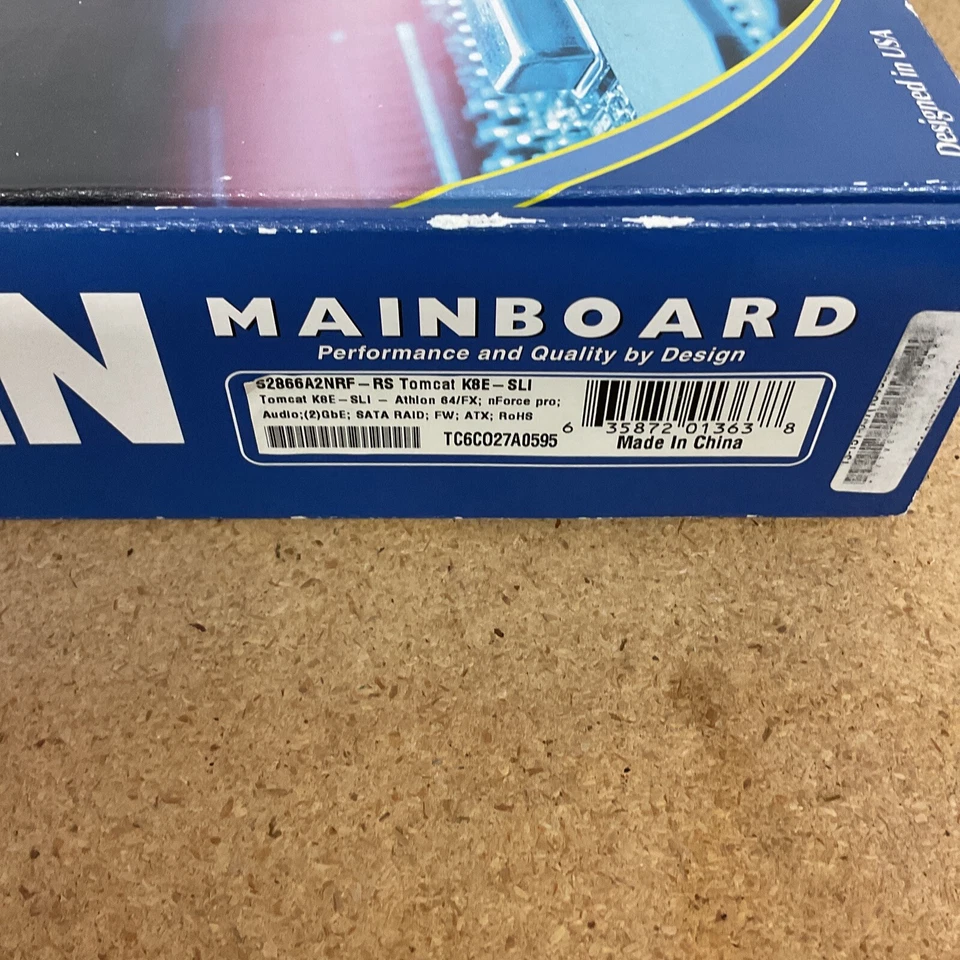 Designed in USA
AN MAINBOARD
Performance and Quality by Design
S2866A2NRF-RS Tomcat K8E-SLI
Tomcat K8E-SLI - Athlon 64/FX; nForce pro;
Audio;(2)GbE; SATA RAID; FW; ATX; RoHS
TC6C027A0595
6 35872 01363 8
Made In China